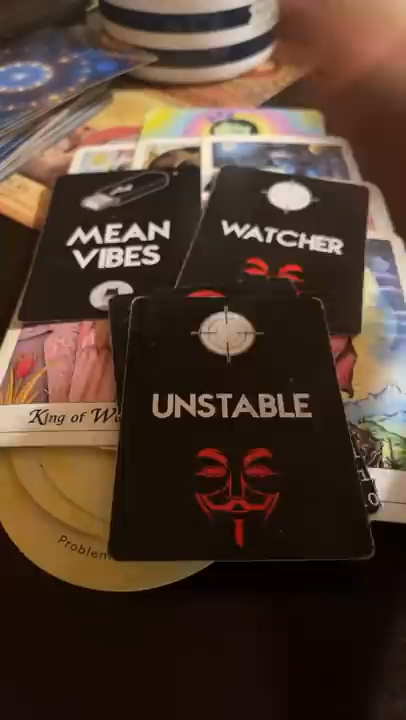 MEAN
VIBES
WATCHER
UNSTABLE
King of
Problem